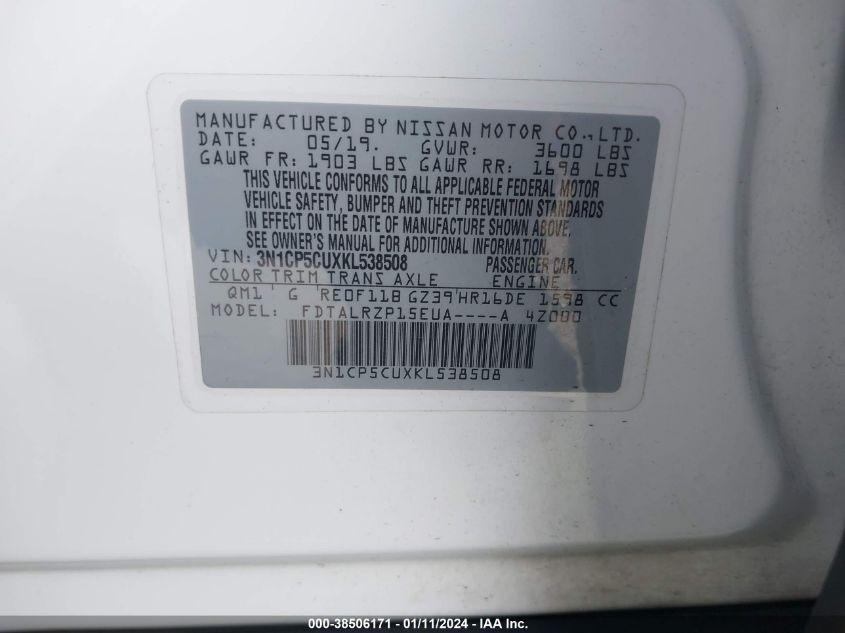 MANUFACTURED BY NISSAN MOTOR CO.,LTD.
DATE: 05/19. GVWR: 3600 LBS
GAWR FR: 1903 LBS GAWR RR: 1698 LBS
THIS VEHICLE CONFORMS TO ALL APPLICABLE FEDERAL MOTOR
VEHICLE SAFETY, BUMPER AND THEFT PREVENTION STANDARDS
IN EFFECT ON THE DATE OF MANUFACTURE SHOWN ABOVE.
SEE OWNER'S MANUAL FOR ADDITIONAL INFORMATION.
VIN: 3N1CP5CUXKL538508 PASSENGER CAR.
COLOR TRIM TRANS AXLE ENGINE
QM1 G RE0F11B GZ39 HR16DE 1598 CC
MODEL: FDTALRZP15EUA----A 4Z000
3N1CP5CUXKL538508
000-38506171 - 01/11/2024 - IAAI INC.